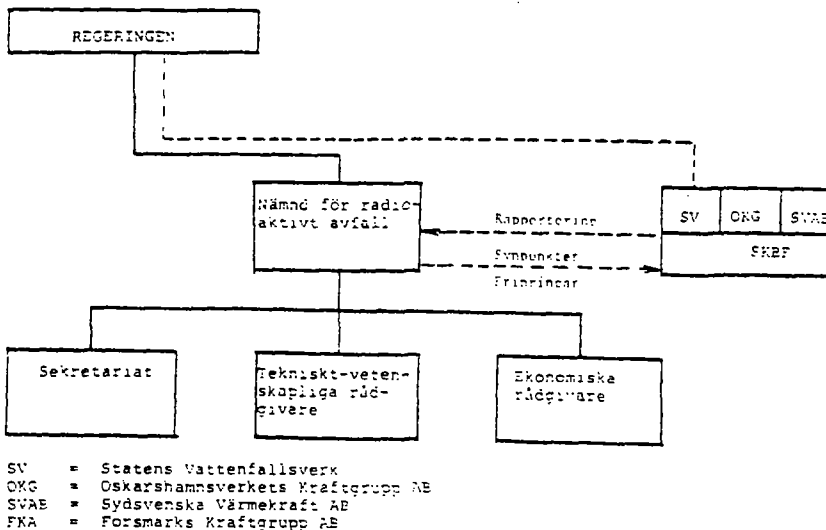 REGERINGEN
Nämnd för radio-
aktivt avfall
Rapportering
Synpunkter
Erinringar
SV OKG SVAB
SKBF
Sekretariat
Tekniskt-veten-
skapliga råd-
givare
Ekonomiska
rådgivare
SV = Statens Vattenfallsverk
OKG = Oskarshamnsverkets Kraftgrupp AB
SVAB = Sydsvenska Värmekraft AB
FKA = Forsmarks Kraftgrupp AB